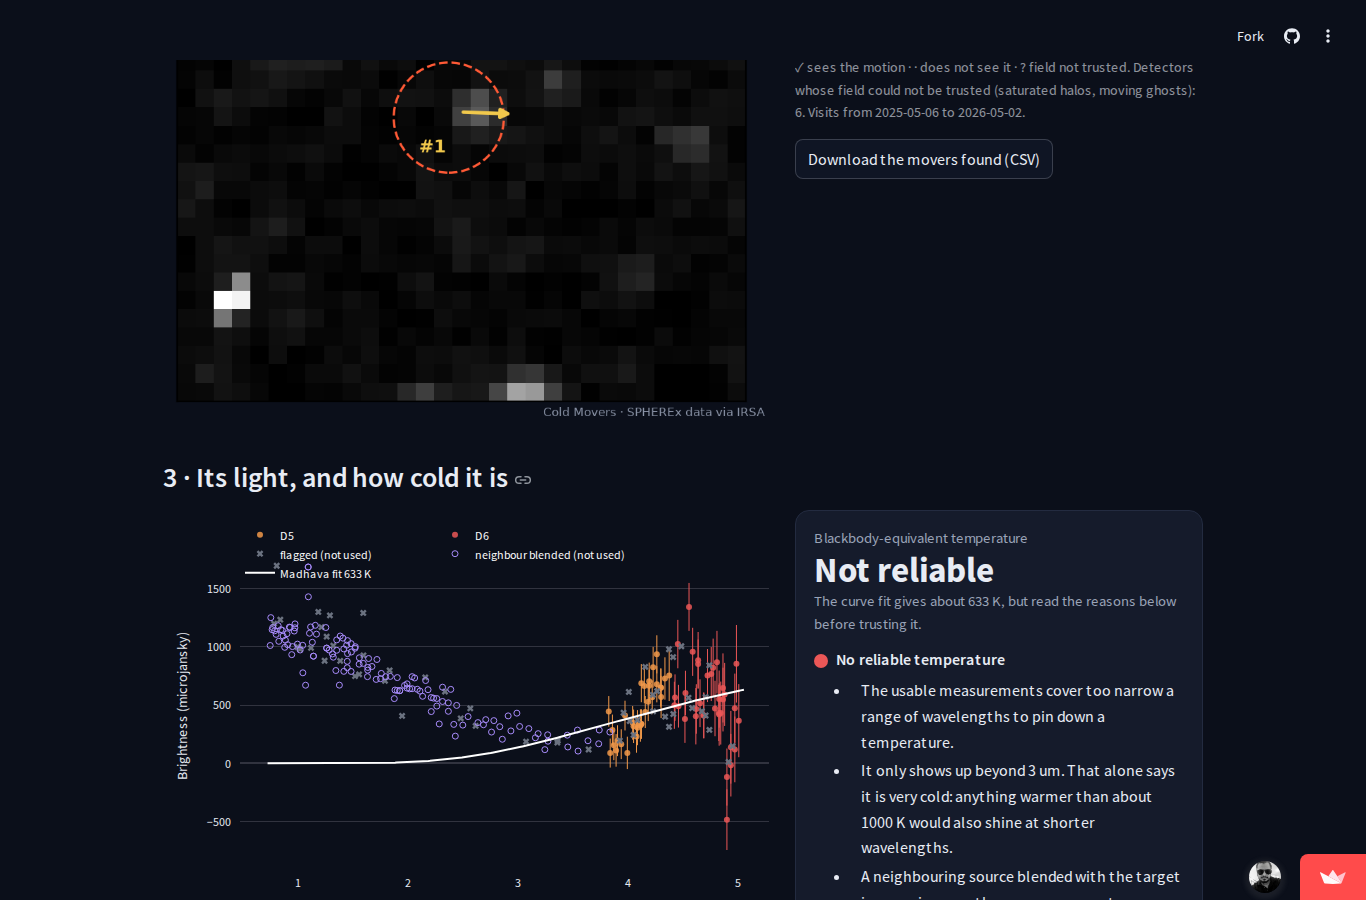 Fork
✓ sees the motion · · does not see it · ? field not trusted. Detectors
whose field could not be trusted (saturated halos, moving ghosts):
6. Visits from 2025-05-06 to 2026-05-02.
Download the movers found (CSV)
#1
Cold Movers · SPHEREx data via IRSA
3 · Its light, and how cold it is
D5
D6
flagged (not used)
neighbour blended (not used)
Madhava fit 633 K
Brightness (microjansky)
1500
1000
500
0
−500
1
2
3
4
5
Blackbody-equivalent temperature
Not reliable
The curve fit gives about 633 K, but read the reasons below
before trusting it.
No reliable temperature
The usable measurements cover too narrow a
range of wavelengths to pin down a
temperature.
It only shows up beyond 3 um. That alone says
it is very cold: anything warmer than about
1000 K would also shine at shorter
wavelengths.
A neighbouring source blended with the target